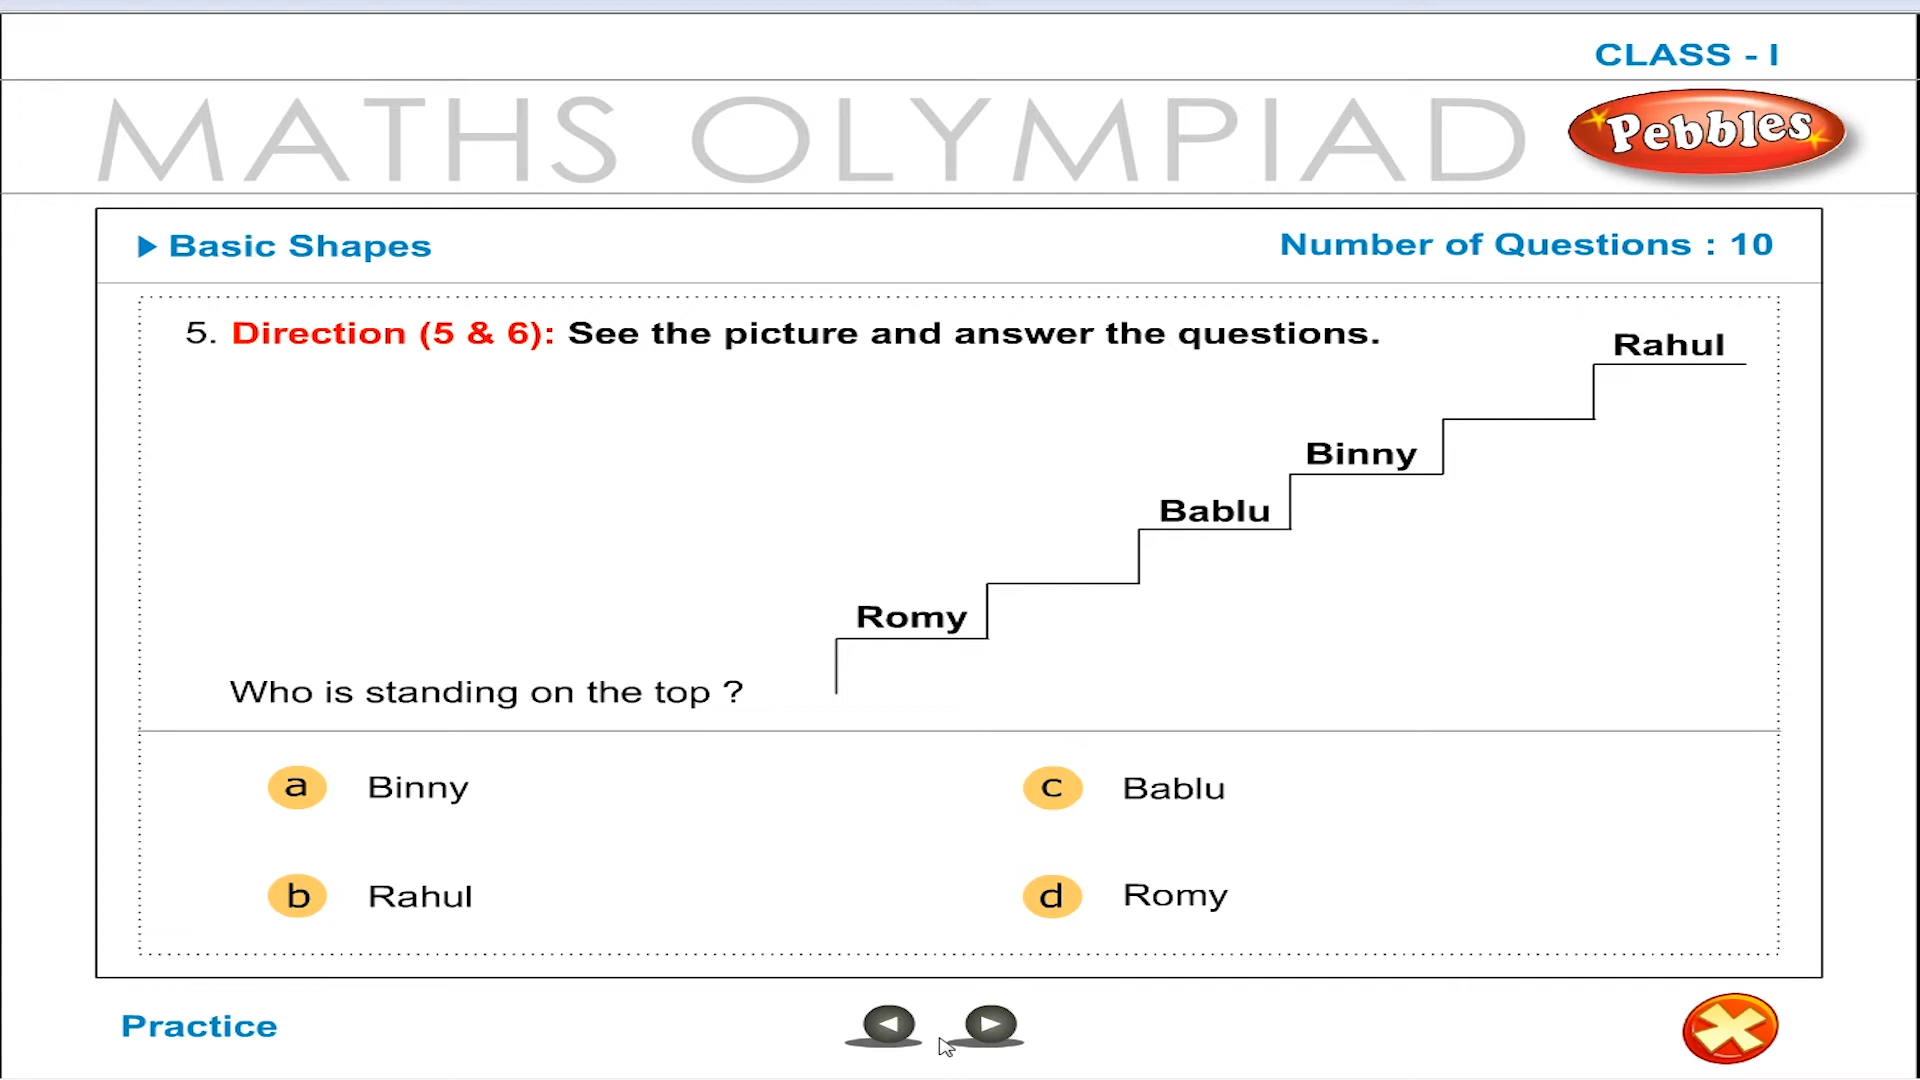 CLASS - I
MATHS OLYMPIAD
Pebbles
Basic Shapes
Number of Questions : 10
5. Direction (5 & 6): See the picture and answer the questions.
Rahul
Binny
Bablu
Romy
Who is standing on the top ?
a Binny
c Bablu
b Rahul
d Romy
Practice